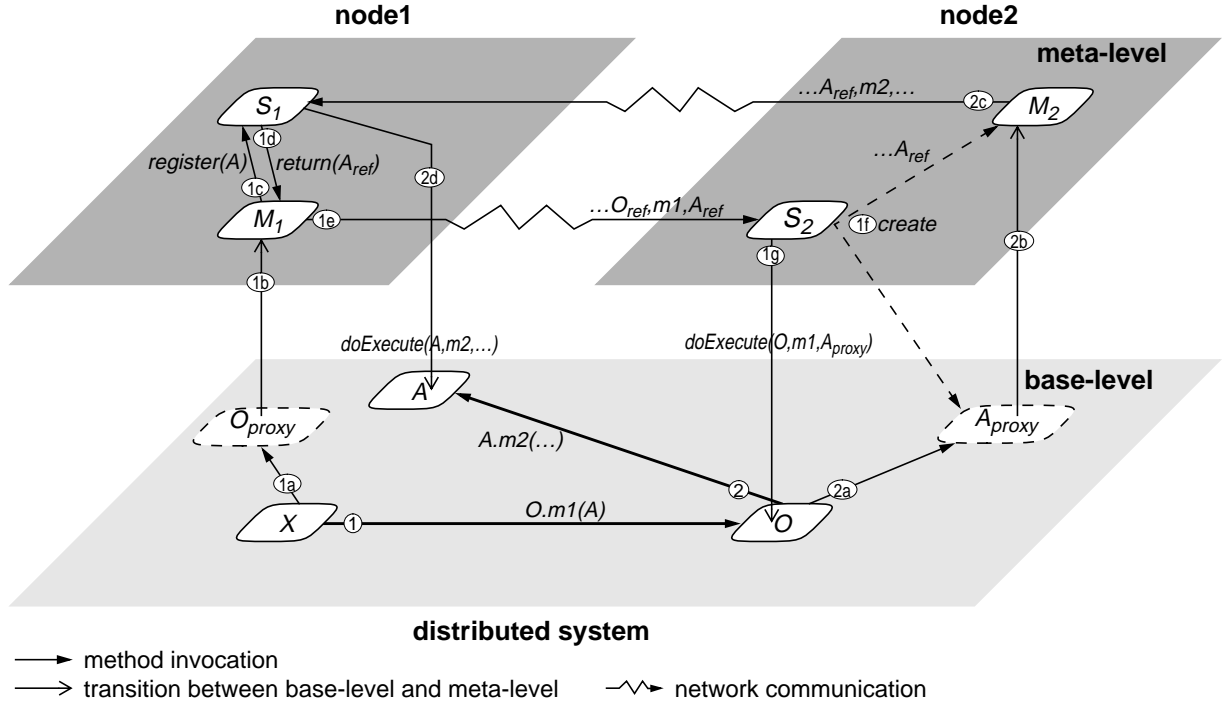 node1
node2
meta-level
S1
M2
2c
…Aref,m2,…
1d
register(A)
return(Aref)
…Aref
1c
2d
M1
1e
…Oref,m1,Aref
S2
1f
create
2b
1g
1b
doExecute(A,m2,…)
doExecute(O,m1,Aproxy)
base-level
A
Oproxy
Aproxy
A.m2(…)
1a
2
2a
O.m1(A)
X
1
O
distributed system
method invocation
transition between base-level and meta-level
network communication